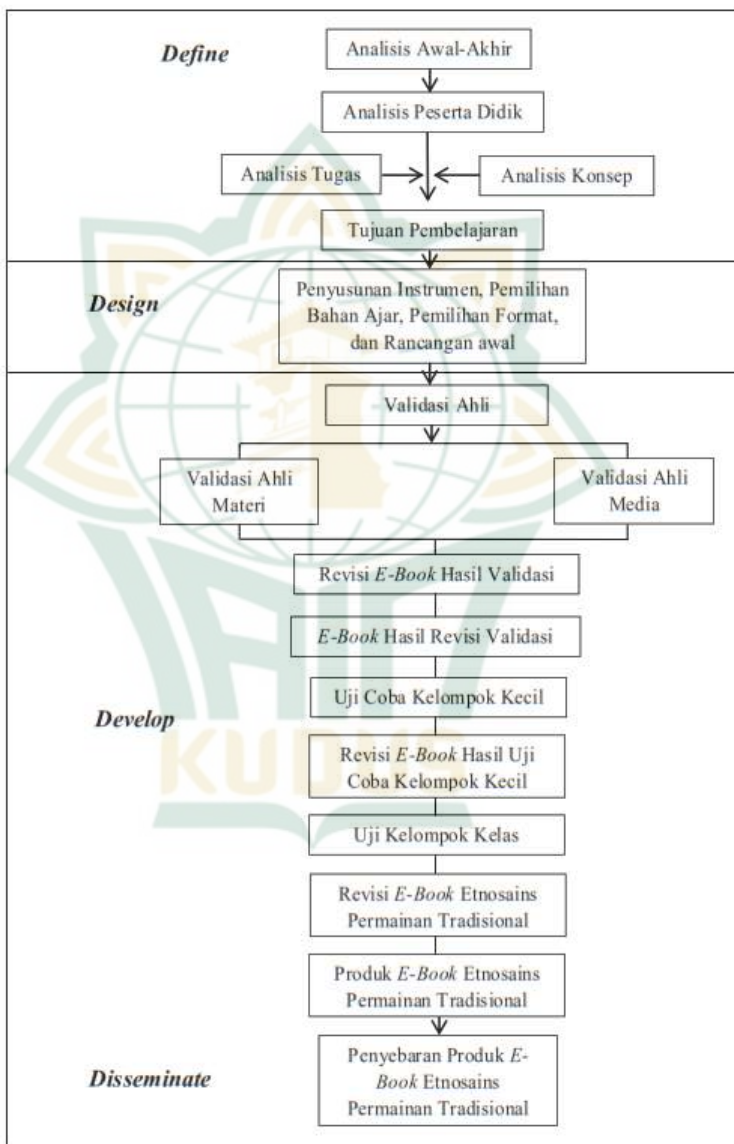 Define
Analisis Awal-Akhir
Analisis Peserta Didik
Analisis Tugas
Analisis Konsep
Tujuan Pembelajaran
Design
Penyusunan Instrumen, Pemilihan
Bahan Ajar, Pemilihan Format,
dan Rancangan awal
Validasi Ahli
Validasi Ahli
Materi
Validasi Ahli
Media
Revisi E-Book Hasil Validasi
E-Book Hasil Revisi Validasi
Uji Coba Kelompok Kecil
Develop
Revisi E-Book Hasil Uji
Coba Kelompok Kecil
Uji Kelompok Kelas
Revisi E-Book Etnosains
Permainan Tradisional
Produk E-Book Etnosains
Permainan Tradisional
Disseminate
Penyebaran Produk E-
Book Etnosains
Permainan Tradisional
IAIN
KUDUS